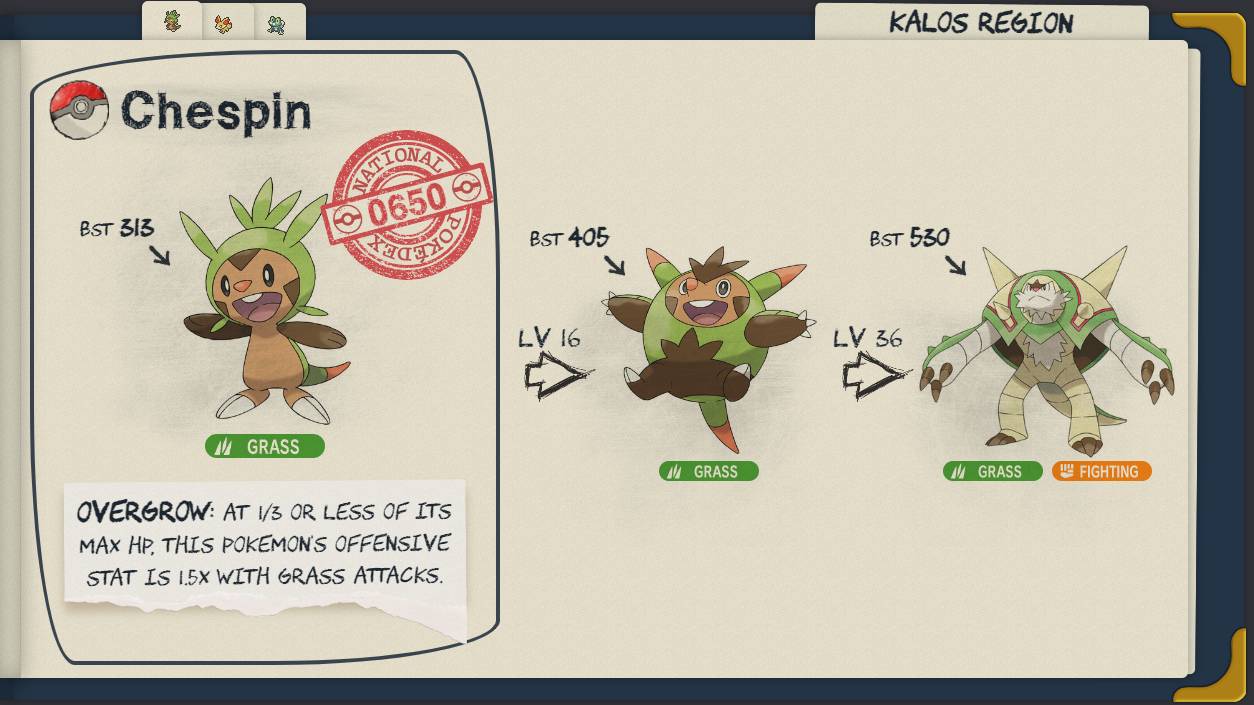 KALOS REGION
Chespin
NATIONAL
0650
POKÉDEX
BST 313
GRASS
OVERGROW: AT 1/3 OR LESS OF ITS
MAX HP, THIS POKEMON'S OFFENSIVE
STAT IS 1.5X WITH GRASS ATTACKS.
LV 16
BST 405
GRASS
LV 36
BST 530
GRASS
FIGHTING